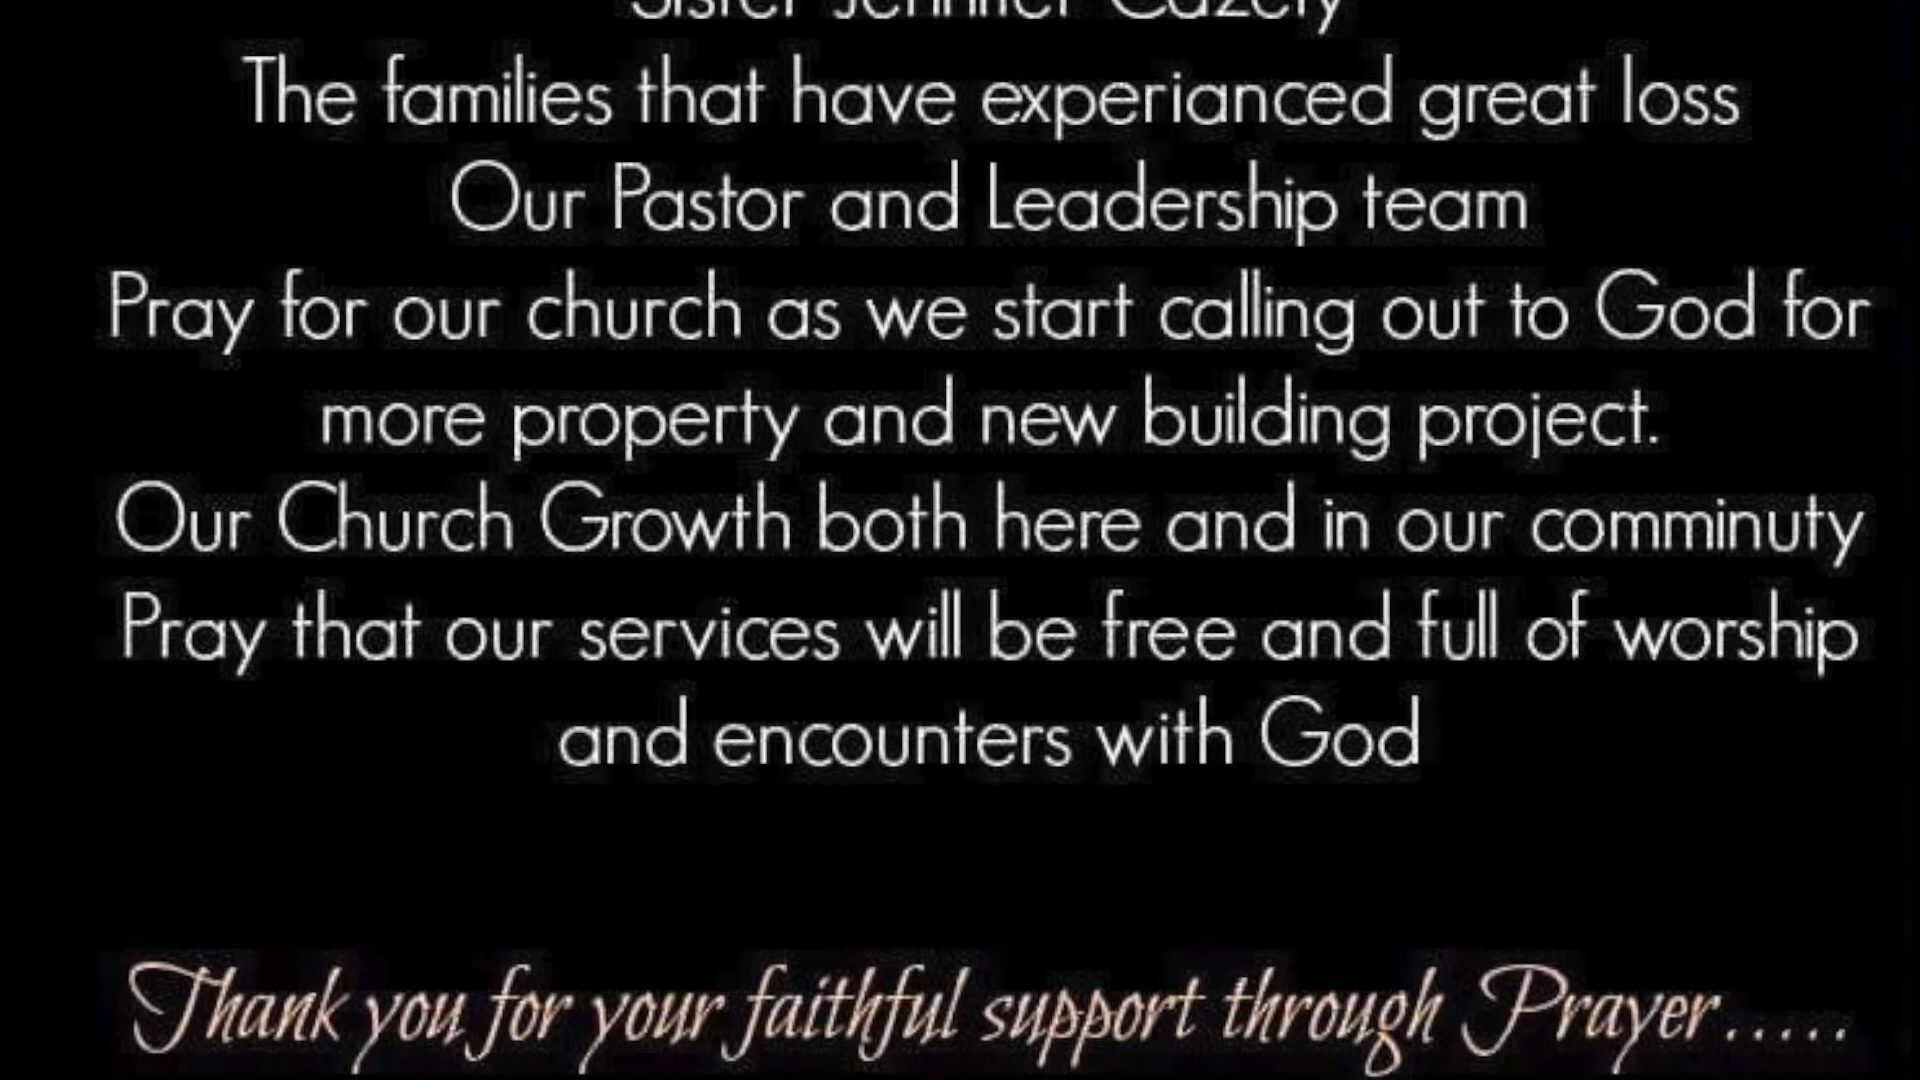 Sister Jennifer
The families that have experianced great loss
Our Pastor and Leadership team
Pray for our church as we start calling out to God for
more property and new building project.
Our Church Growth both here and in our comminuty
Pray that our services will be free and full of worship
and encounters with God
Thank you for your faithful support through Prayer.....